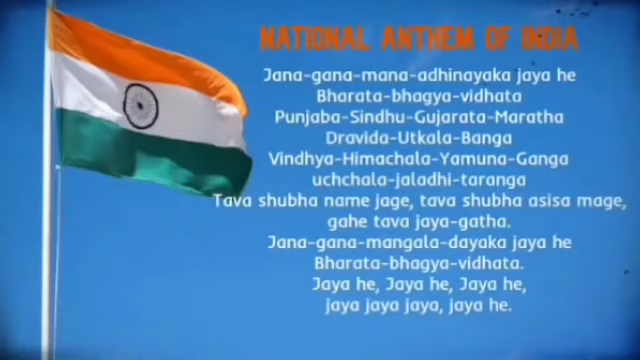 NATIONAL ANTHEM OF INDIA
Jana-gana-mana-adhinayaka jaya he
Bharata-bhagya-vidhata
Punjaba-Sindhu-Gujarata-Maratha
Dravida-Utkala-Banga
Vindhya-Himachala-Yamuna-Ganga
uchchala-jaladhi-taranga
Tava shubha name jage, tava shubha asisa mage,
gahe tava jaya-gatha.
Jana-gana-mangala-dayaka jaya he
Bharata-bhagya-vidhata.
Jaya he, Jaya he, Jaya he,
jaya jaya jaya, jaya he.